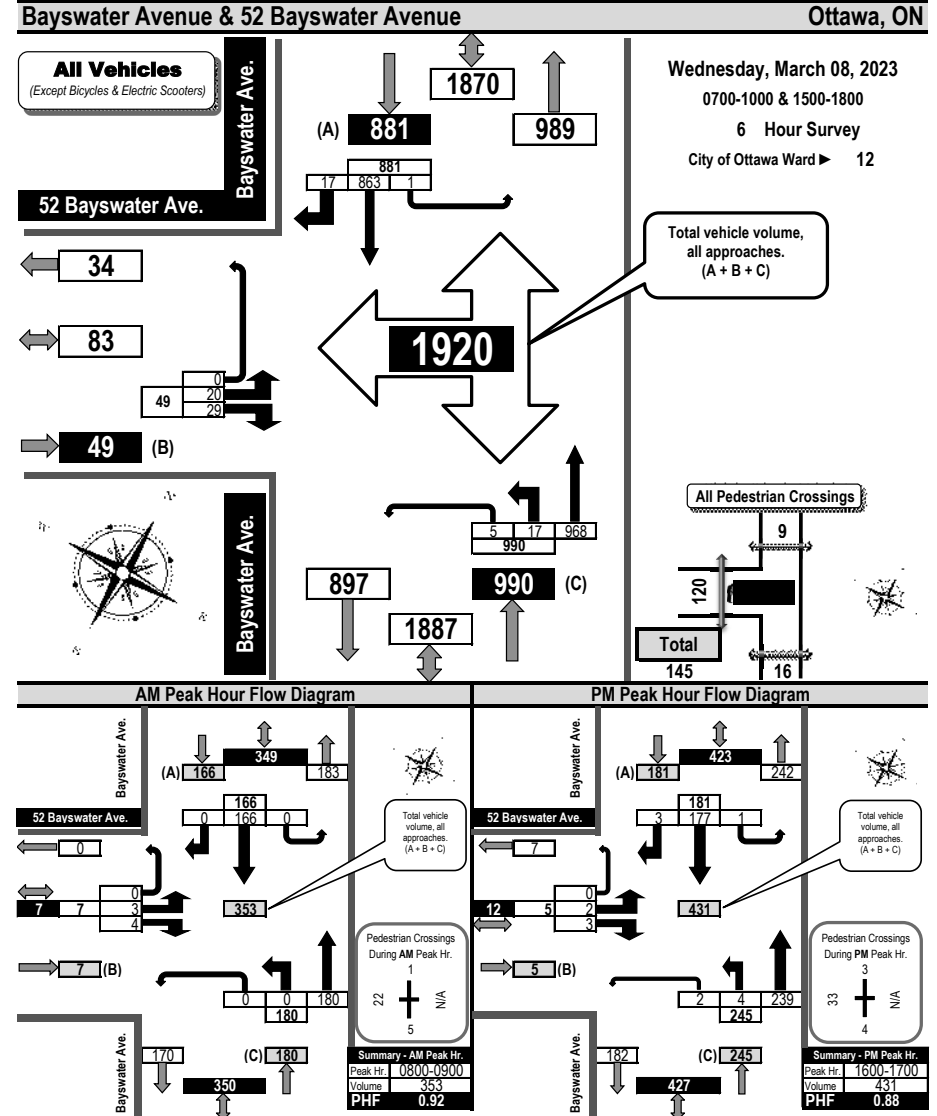 Bayswater Avenue & 52 Bayswater Avenue Ottawa, ON
All Vehicles
(Except Bicycles & Electric Scooters)
Bayswater Ave.
52 Bayswater Ave.
1870
(A) 881 989
881
17 863 1
Wednesday, March 08, 2023
0700-1000 & 1500-1800
6 Hour Survey
City of Ottawa Ward ► 12
Total vehicle volume,
all approaches.
(A + B + C)
34
83
1920
0
49 20
29
49 (B)
Bayswater Ave.
5 17 968
990
897 990 (C)
1887
All Pedestrian Crossings
9
120
Total
145 16
AM Peak Hour Flow Diagram
Bayswater Ave.
52 Bayswater Ave.
349
(A) 166 183
166
0 166 0
Total vehicle
volume, all
approaches.
(A + B + C)
0
0
7 7 3
4
353
7 (B)
0 0 180
180
Pedestrian Crossings
During AM Peak Hr.
1
22 N/A
5
Bayswater Ave.
170 (C) 180
350
Summary - AM Peak Hr.
Peak Hr. 0800-0900
Volume 353
PHF 0.92
PM Peak Hour Flow Diagram
Bayswater Ave.
52 Bayswater Ave.
423
(A) 181 242
181
3 177 1
Total vehicle
volume, all
approaches.
(A + B + C)
7
0
12 5 2
3
431
5 (B)
2 4 239
245
Pedestrian Crossings
During PM Peak Hr.
3
33 N/A
4
Bayswater Ave.
182 (C) 245
427
Summary - PM Peak Hr.
Peak Hr. 1600-1700
Volume 431
PHF 0.88